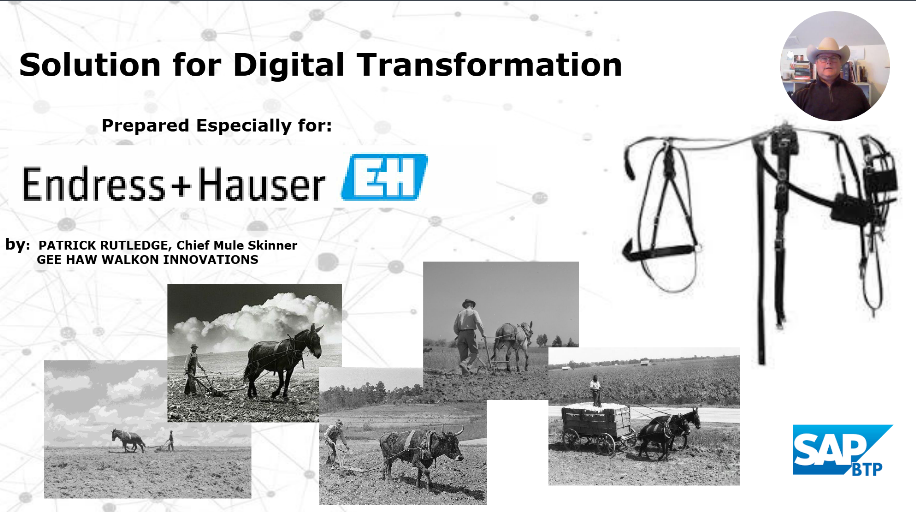 Solution for Digital Transformation
Prepared Especially for:
Endress+Hauser EH
by: PATRICK RUTLEDGE, Chief Mule Skinner
GEE HAW WALKON INNOVATIONS
SAP
BTP